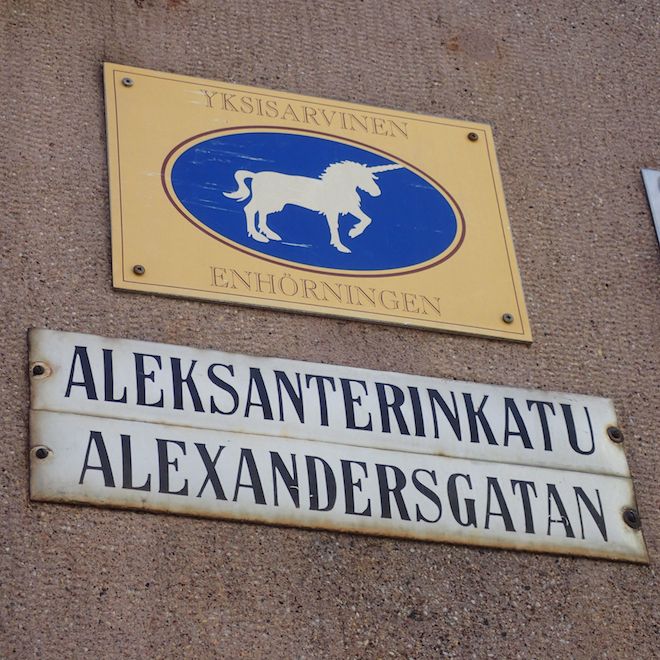 YKSISARVINEN
ENHÖRNINGEN
ALEKSANTERINKATU
ALEXANDERSGATAN